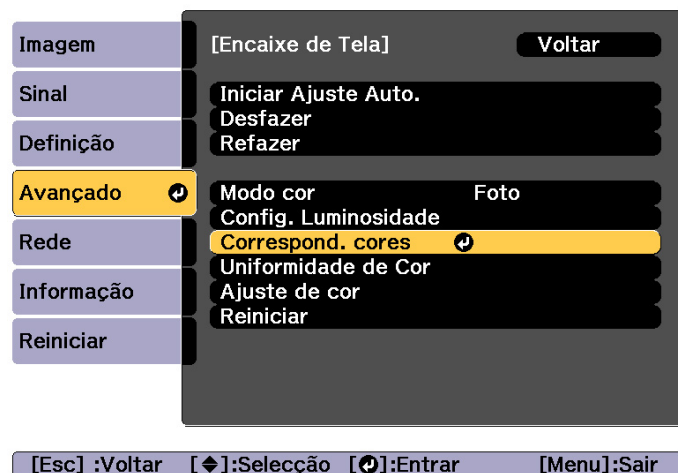 Imagem
Sinal
Definição
Avançado
Rede
Informação
Reiniciar
[Encaixe de Tela] Voltar
Iniciar Ajuste Auto.
Desfazer
Refazer
Modo cor Foto
Config. Luminosidade
Correspond. cores
Uniformidade de Cor
Ajuste de cor
Reiniciar
[Esc] :Voltar [◆]:Selecção [↵]:Entrar [Menu]:Sair